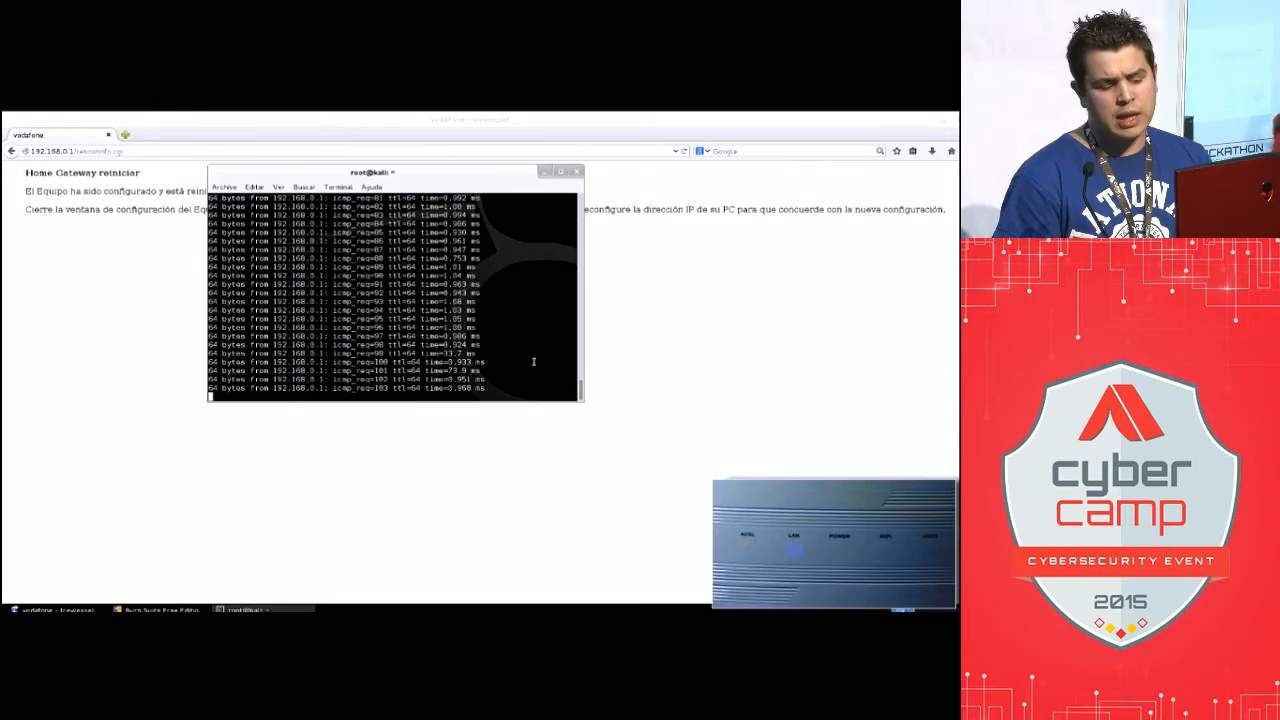 vodafone - Iceweasel
vodafone
192.168.0.1/rebootinfo.cgi
Google
Home Gateway reiniciar
El Equipo ha sido configurado y está reini
Cierre la ventana de configuración del Equ
econfigure la dirección IP de su PC para que concuerde con la nueva configuración.
root@kali: ~
Archivo Editar Ver Buscar Terminal Ayuda
64 bytes from 192.168.0.1: icmp_req=81 ttl=64 time=0.992 ms
64 bytes from 192.168.0.1: icmp_req=82 ttl=64 time=1.00 ms
64 bytes from 192.168.0.1: icmp_req=83 ttl=64 time=0.994 ms
64 bytes from 192.168.0.1: icmp_req=84 ttl=64 time=0.986 ms
64 bytes from 192.168.0.1: icmp_req=85 ttl=64 time=0.930 ms
64 bytes from 192.168.0.1: icmp_req=86 ttl=64 time=0.961 ms
64 bytes from 192.168.0.1: icmp_req=87 ttl=64 time=0.947 ms
64 bytes from 192.168.0.1: icmp_req=88 ttl=64 time=0.753 ms
64 bytes from 192.168.0.1: icmp_req=89 ttl=64 time=1.01 ms
64 bytes from 192.168.0.1: icmp_req=90 ttl=64 time=1.04 ms
64 bytes from 192.168.0.1: icmp_req=91 ttl=64 time=0.963 ms
64 bytes from 192.168.0.1: icmp_req=92 ttl=64 time=0.943 ms
64 bytes from 192.168.0.1: icmp_req=93 ttl=64 time=1.68 ms
64 bytes from 192.168.0.1: icmp_req=94 ttl=64 time=1.03 ms
64 bytes from 192.168.0.1: icmp_req=95 ttl=64 time=1.05 ms
64 bytes from 192.168.0.1: icmp_req=96 ttl=64 time=1.00 ms
64 bytes from 192.168.0.1: icmp_req=97 ttl=64 time=0.986 ms
64 bytes from 192.168.0.1: icmp_req=98 ttl=64 time=0.924 ms
64 bytes from 192.168.0.1: icmp_req=99 ttl=64 time=33.7 ms
64 bytes from 192.168.0.1: icmp_req=100 ttl=64 time=0.933 ms
64 bytes from 192.168.0.1: icmp_req=101 ttl=64 time=73.9 ms
64 bytes from 192.168.0.1: icmp_req=102 ttl=64 time=0.951 ms
64 bytes from 192.168.0.1: icmp_req=103 ttl=64 time=0.968 ms
LAN POWER WIFI
vodafone - Iceweasel
Burp Suite Free Editio..
root@kali: ~
CKATHON
cyber
camp
CYBERSECURITY EVENT
2015